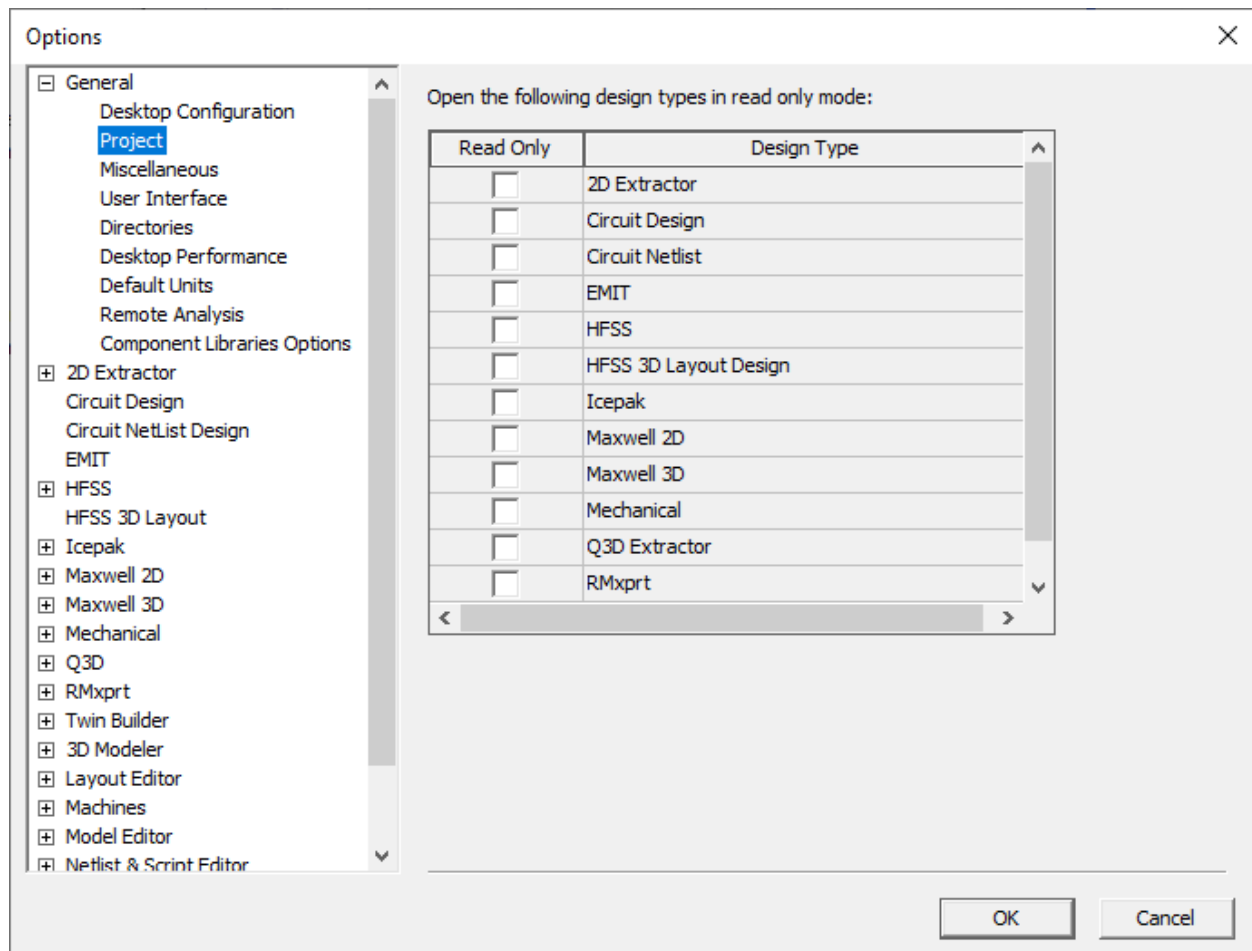 Options
General
Desktop Configuration
Project
Miscellaneous
User Interface
Directories
Desktop Performance
Default Units
Remote Analysis
Component Libraries Options
2D Extractor
Circuit Design
Circuit NetList Design
EMIT
HFSS
HFSS 3D Layout
Icepak
Maxwell 2D
Maxwell 3D
Mechanical
Q3D
RMxprt
Twin Builder
3D Modeler
Layout Editor
Machines
Model Editor
Netlist & Script Editor
Open the following design types in read only mode:
Read Only Design Type
2D Extractor
Circuit Design
Circuit Netlist
EMIT
HFSS
HFSS 3D Layout Design
Icepak
Maxwell 2D
Maxwell 3D
Mechanical
Q3D Extractor
RMxprt
OK Cancel